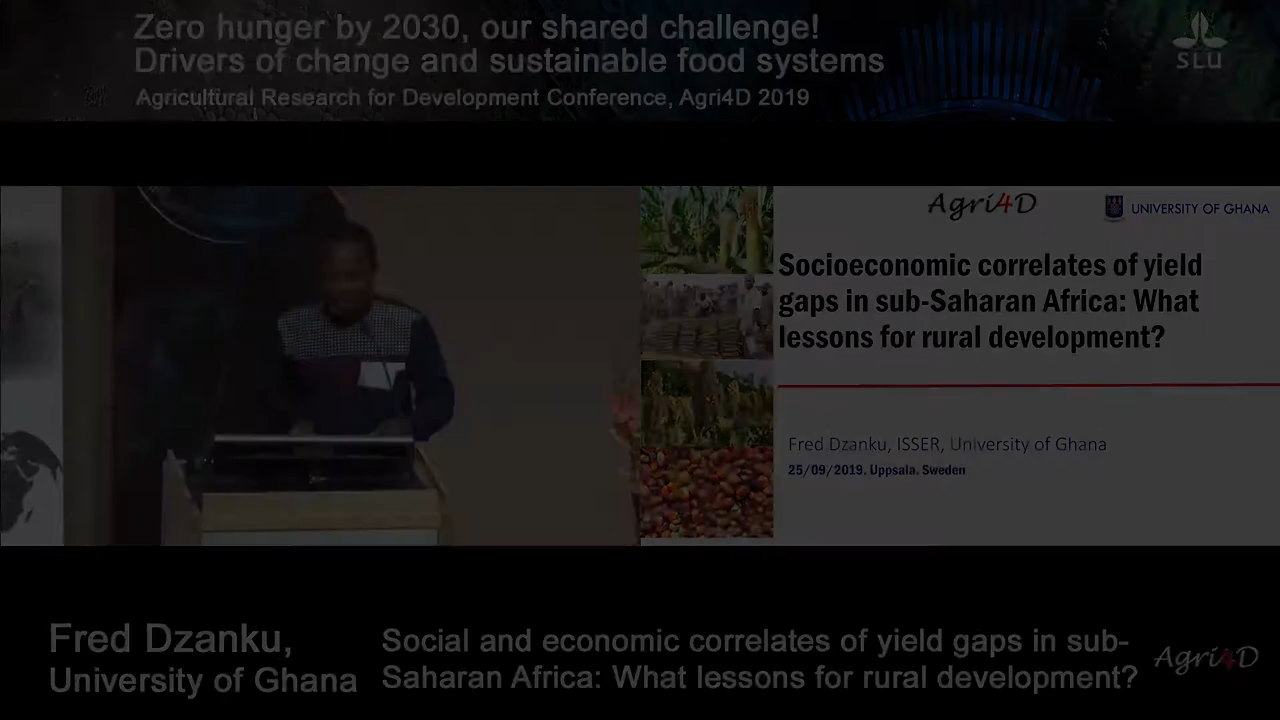 Zero hunger by 2030, our shared challenge!
Drivers of change and sustainable food systems
Agricultural Research for Development Conference, Agri4D 2019
SLU
Agri4D
UNIVERSITY OF GHANA
Socioeconomic correlates of yield
gaps in sub-Saharan Africa: What
lessons for rural development?
Fred Dzanku, ISSER, University of Ghana
25/09/2019. Uppsala. Sweden
Fred Dzanku,
University of Ghana
Social and economic correlates of yield gaps in sub-
Saharan Africa: What lessons for rural development?
Agri4D